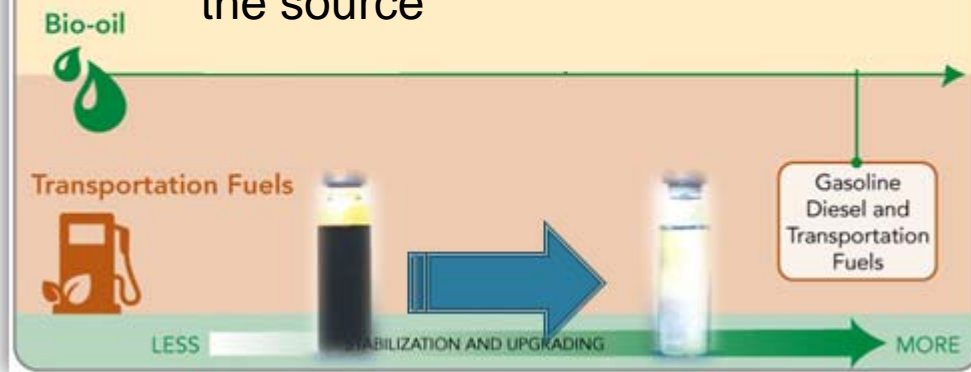 the source
Bio-oil
Transportation Fuels
Gasoline
Diesel and
Transportation
Fuels
LESS
STABILIZATION AND UPGRADING
MORE